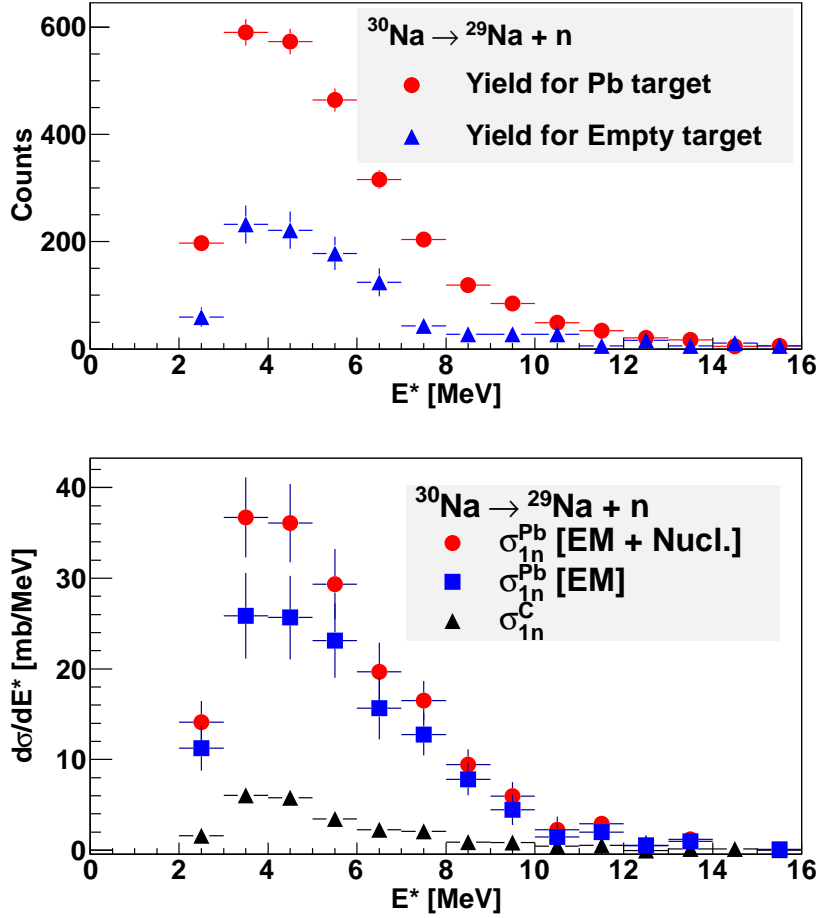 ³⁰Na → ²⁹Na + n
Yield for Pb target
Yield for Empty target
Counts
600
400
200
0
0 2 4 6 8 10 12 14 16
E* [MeV]
³⁰Na → ²⁹Na + n
σ₁ₙᴾᵇ [EM + Nucl.]
σ₁ₙᴾᵇ [EM]
σ₁ₙᶜ
dσ/dE* [mb/MeV]
40
30
20
10
0
0 2 4 6 8 10 12 14 16
E* [MeV]